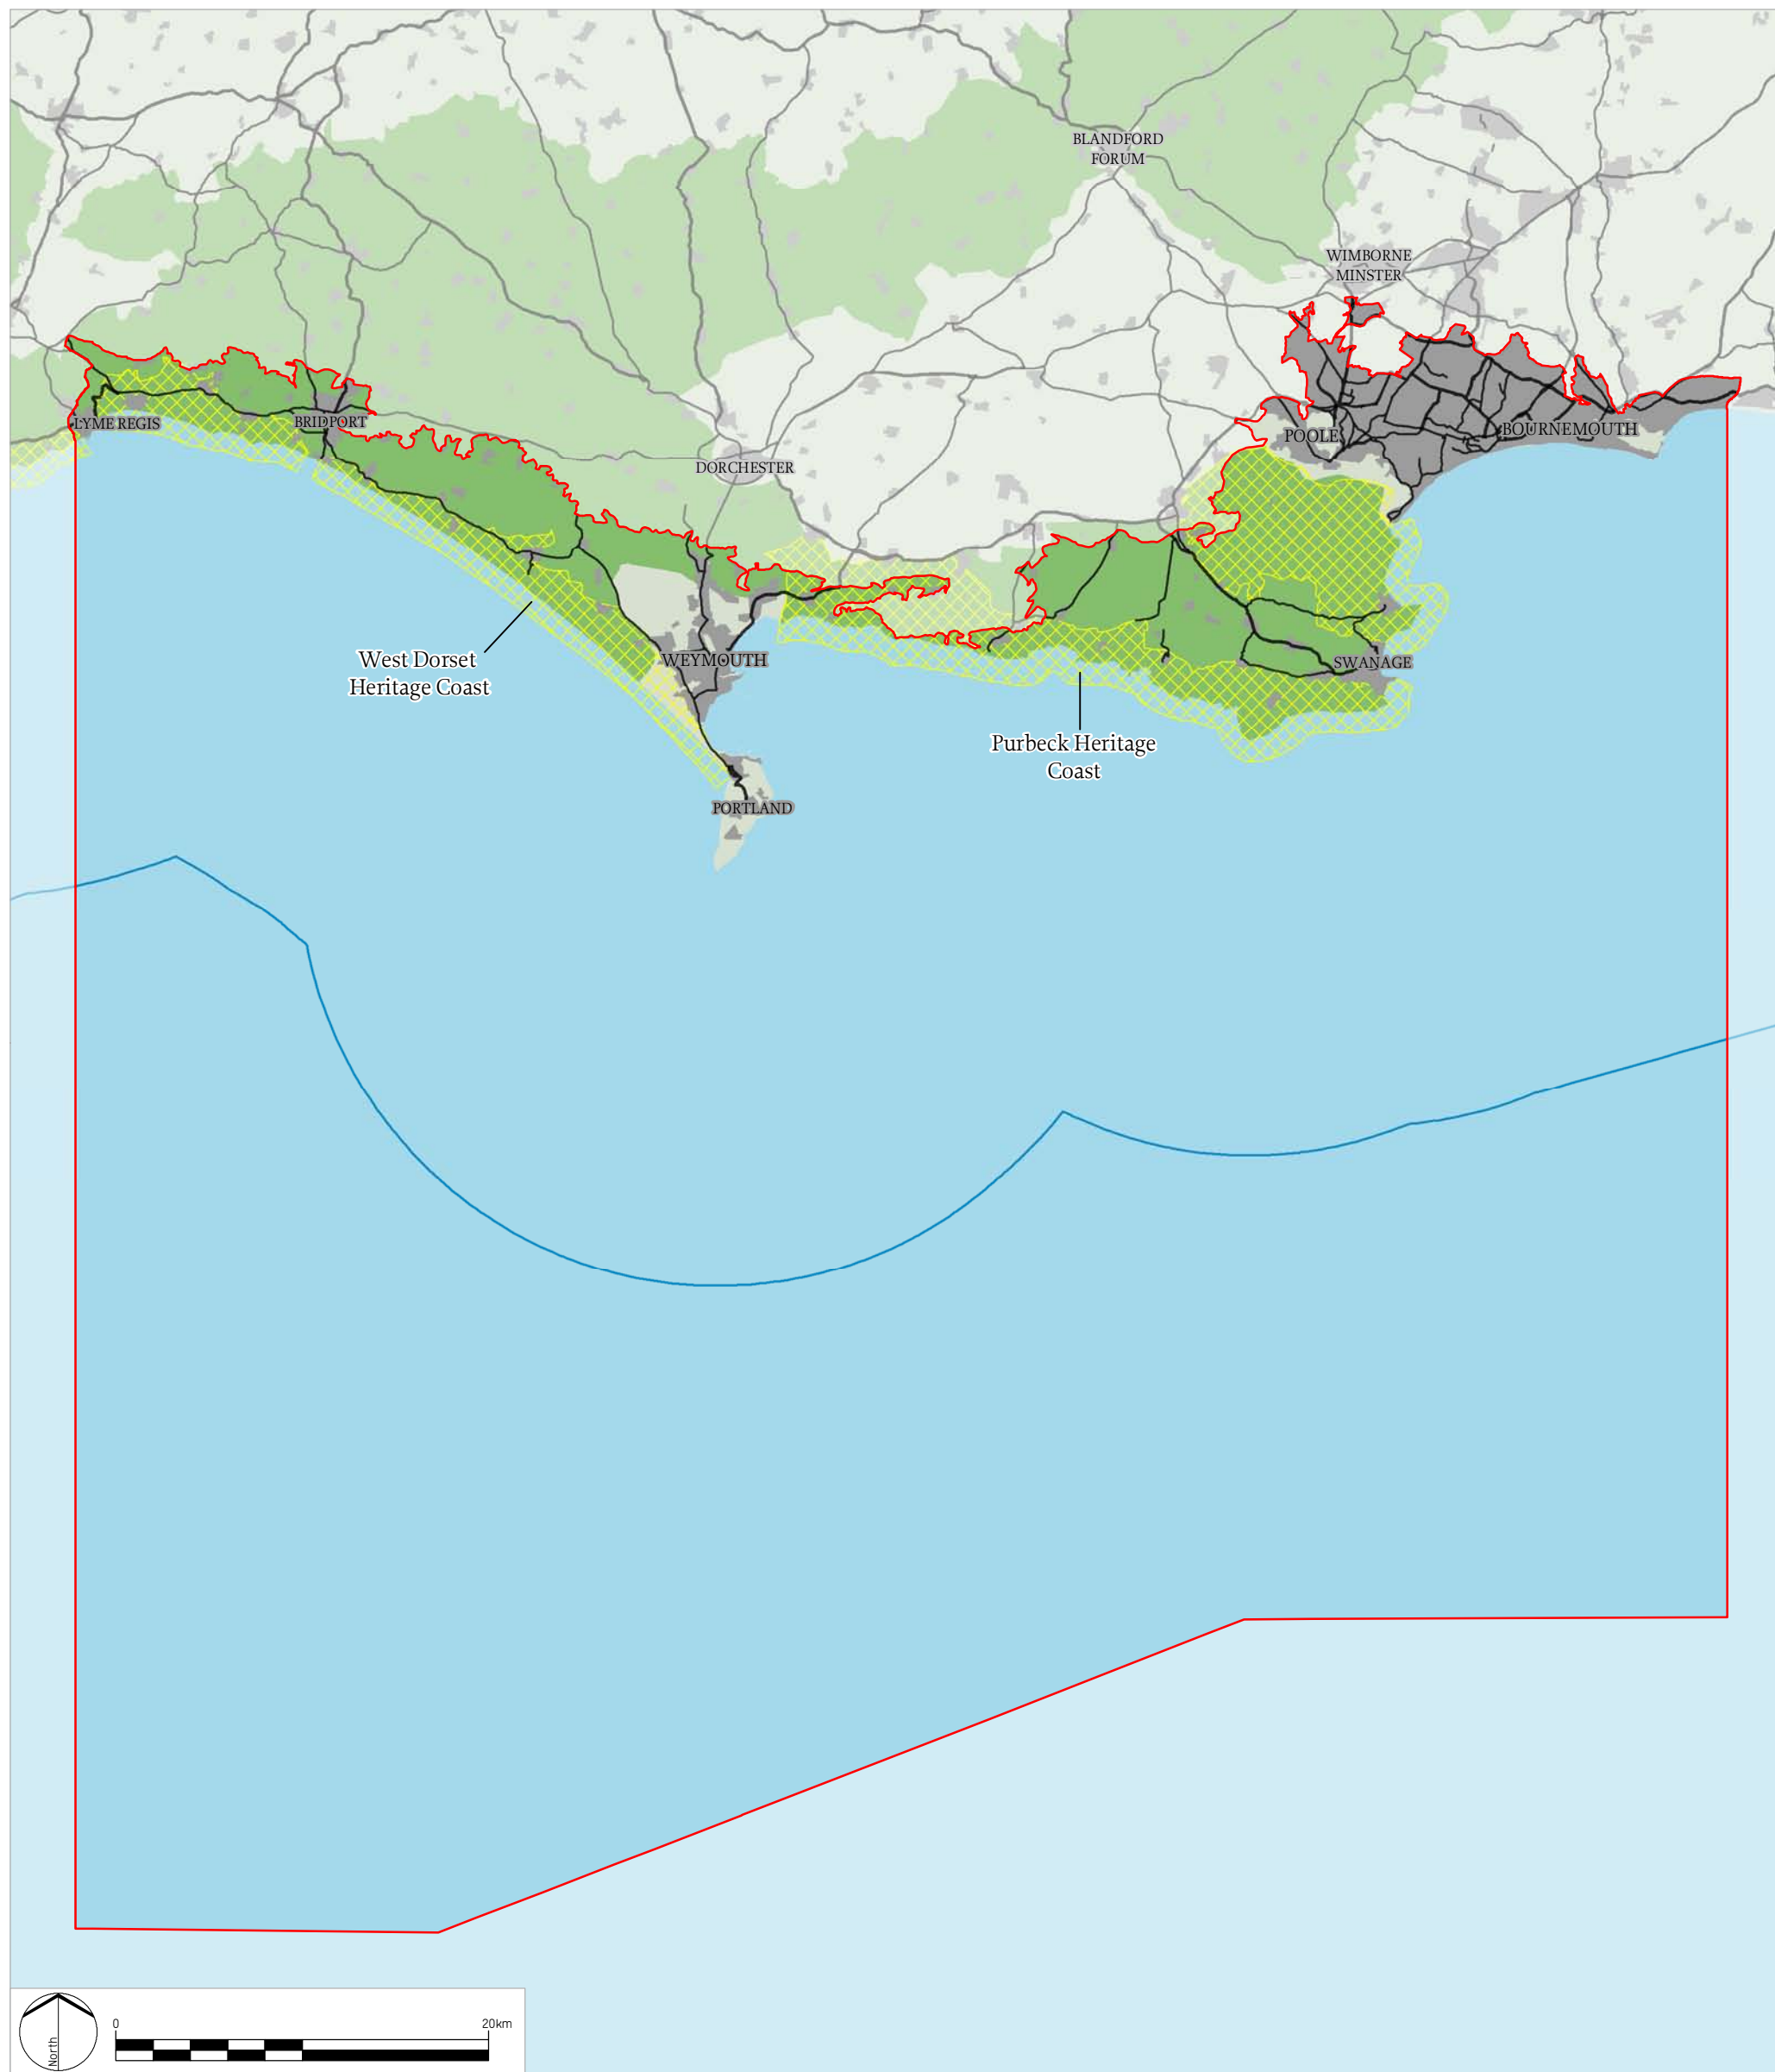 BLANDFORD
FORUM
WIMBORNE
MINSTER
LYME REGIS
BRIDPORT
POOLE
BOURNEMOUTH
DORCHESTER
West Dorset
Heritage Coast
WEYMOUTH
SWANAGE
Purbeck Heritage
Coast
PORTLAND
North
0
20km